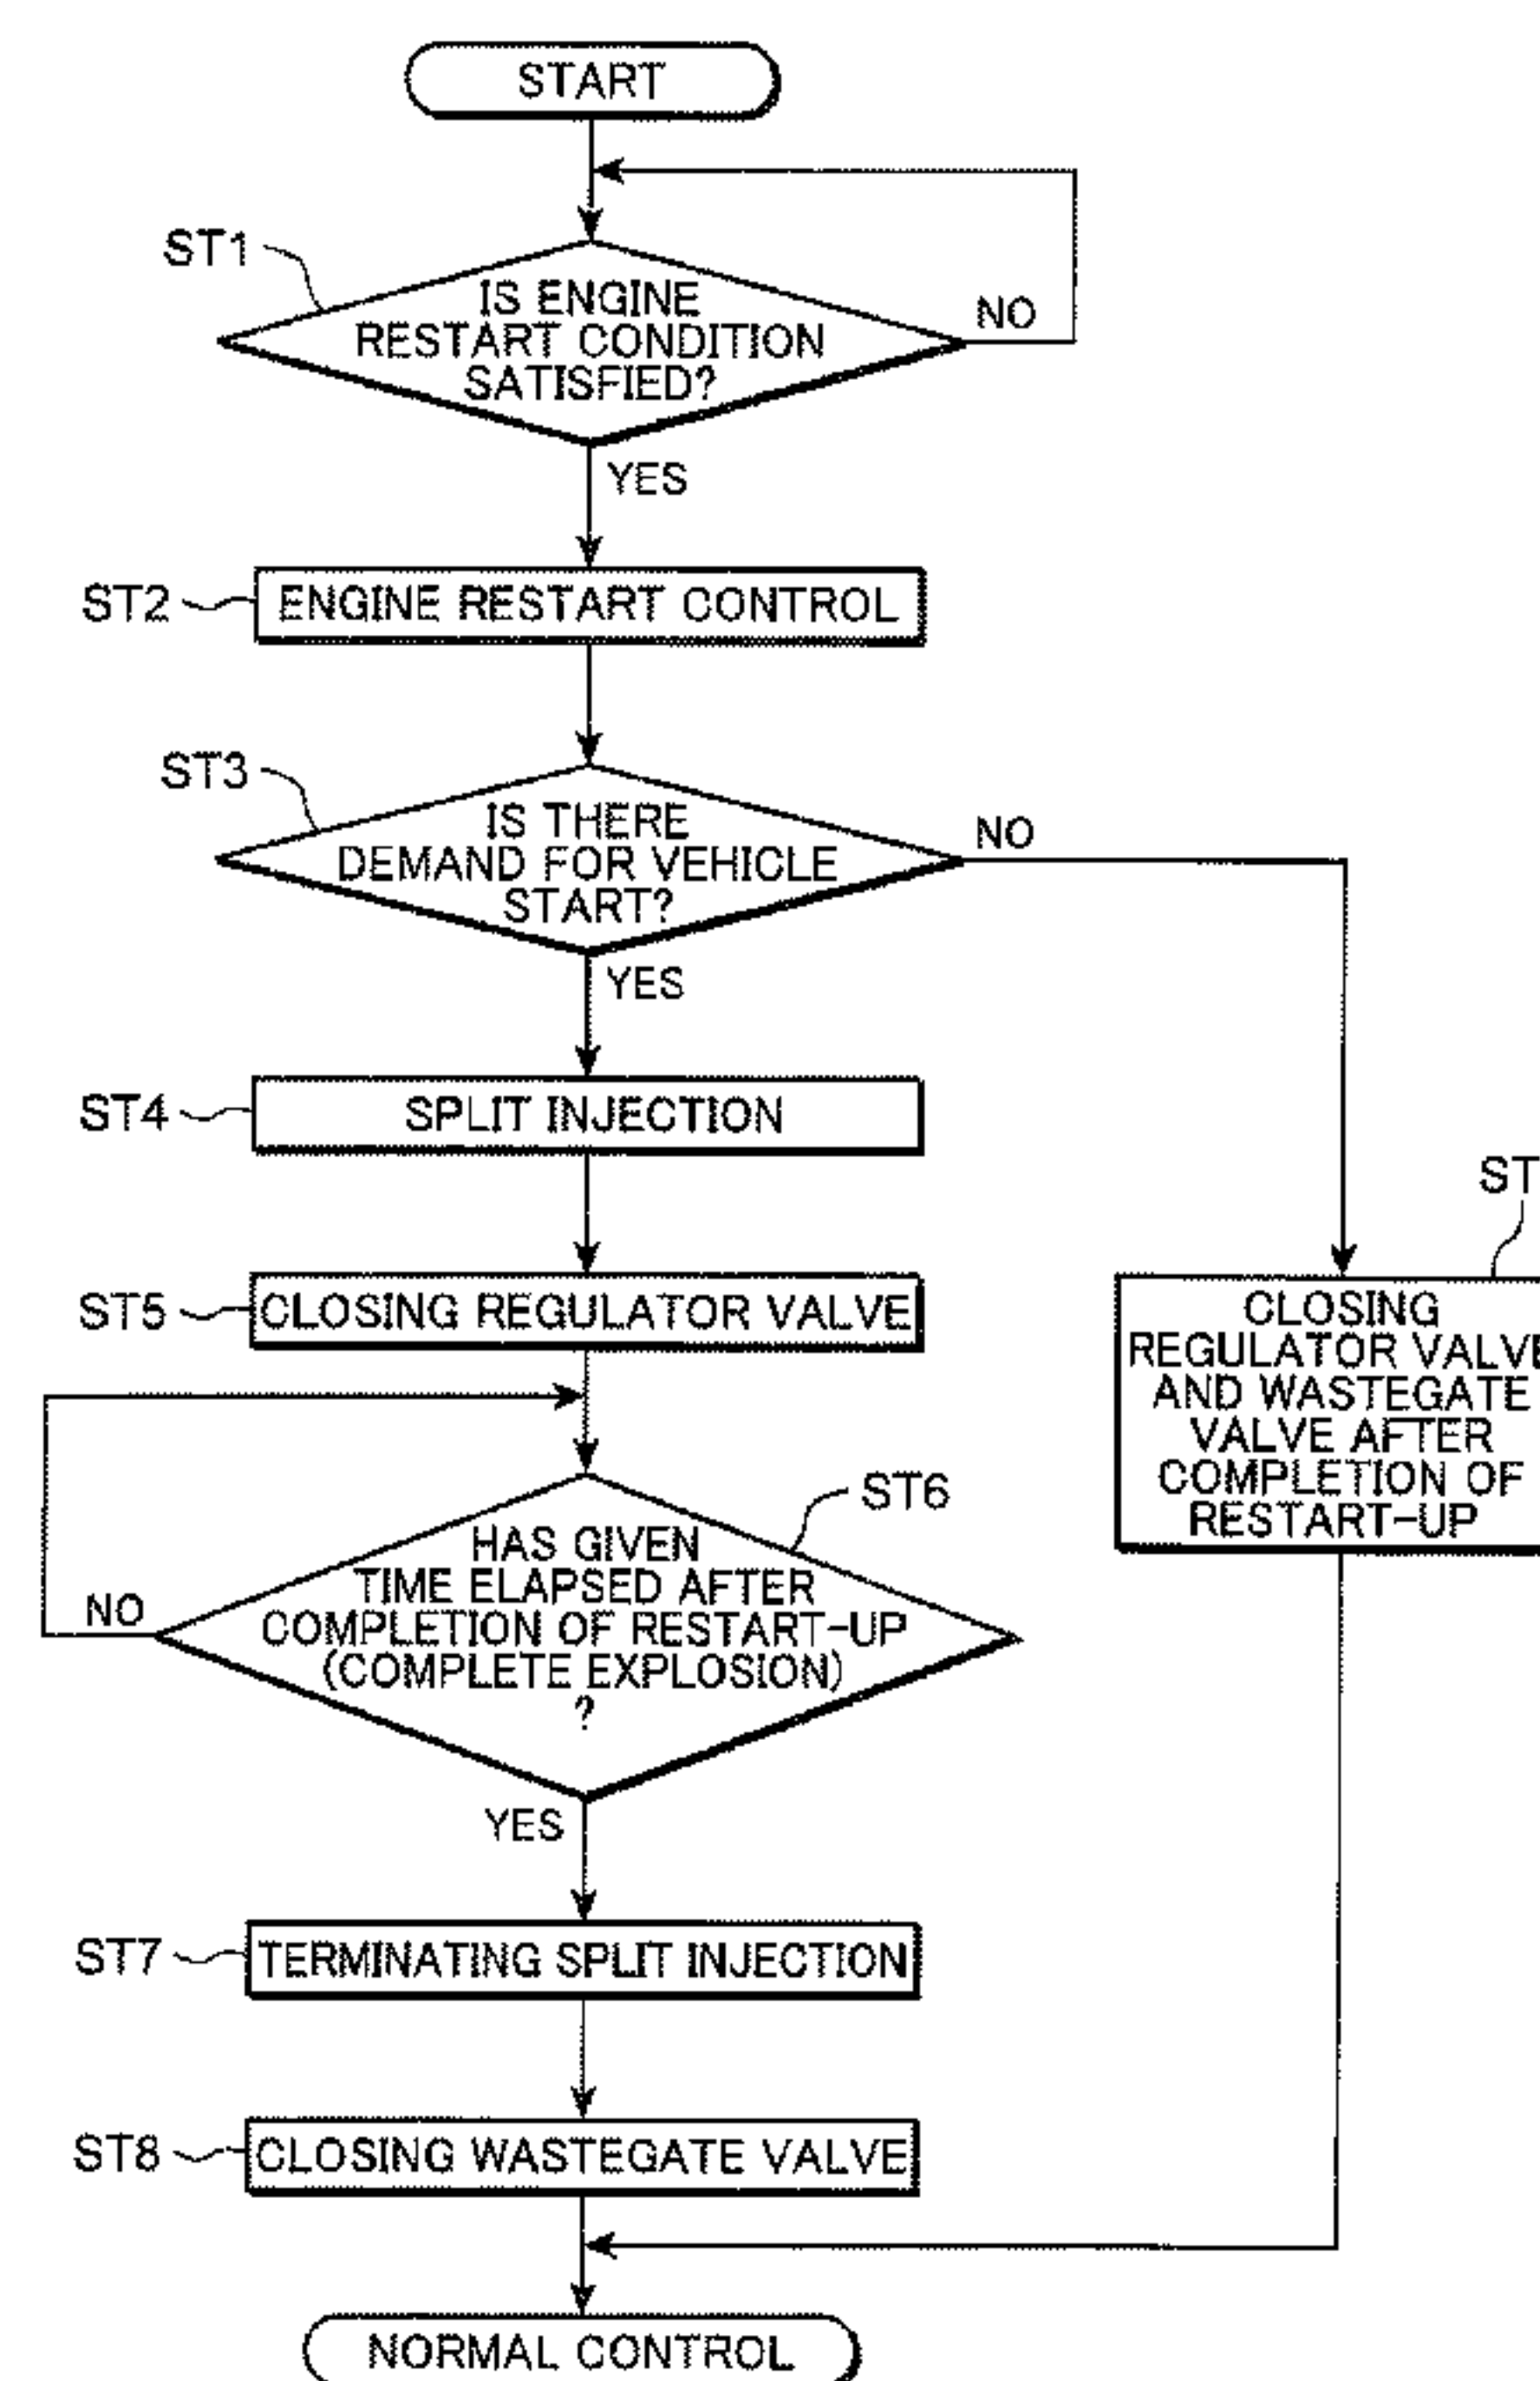 START
ST1
IS ENGINE
RESTART CONDITION
SATISFIED?
NO
YES
ST2
ENGINE RESTART CONTROL
ST3
IS THERE
DEMAND FOR VEHICLE
START?
NO
YES
ST4
SPLIT INJECTION
ST5
CLOSING REGULATOR VALVE
ST
CLOSING
REGULATOR VALVE
AND WASTEGATE
VALVE AFTER
COMPLETION OF
RESTART-UP
ST6
HAS GIVEN
TIME ELAPSED AFTER
COMPLETION OF RESTART-UP
(COMPLETE EXPLOSION)
?
NO
YES
ST7
TERMINATING SPLIT INJECTION
ST8
CLOSING WASTEGATE VALVE
NORMAL CONTROL